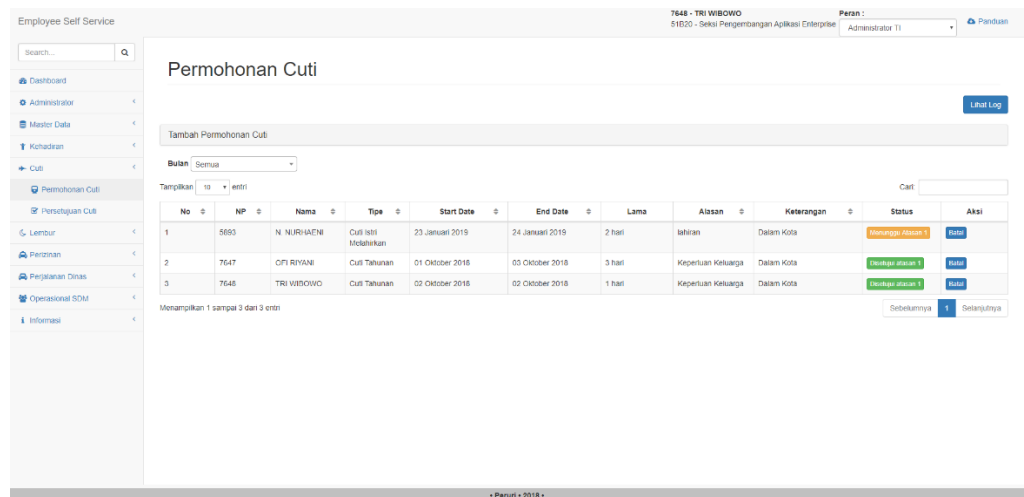 Employee Self Service
7648 - TRI WIBOWO
51B20 - Seksi Pengembangan Aplikasi Enterprise
Peran :
Administrator TI
Panduan
Search...
Dashboard
Administrator
Master Data
Kehadiran
Cuti
Permohonan Cuti
Persetujuan Cuti
Lembur
Perizinan
Perjalanan Dinas
Operasional SDM
Informasi
Permohonan Cuti
Lihat Log
Tambah Permohonan Cuti
Bulan Semua
Tampilkan 10 entri
Cari:
No NP Nama Tipe Start Date End Date Lama Alasan Keterangan Status Aksi
1 5893 N. NURHAENI Cuti Istri Melahirkan 23 Januari 2019 24 Januari 2019 2 hari lahiran Dalam Kota Menunggu Atasan 1 Batal
2 7647 OFI RIYANI Cuti Tahunan 01 Oktober 2018 03 Oktober 2018 3 hari Keperluan Keluarga Dalam Kota Disetujui atasan 1 Batal
3 7648 TRI WIBOWO Cuti Tahunan 02 Oktober 2018 02 Oktober 2018 1 hari Keperluan Keluarga Dalam Kota Disetujui atasan 1 Batal
Menampilkan 1 sampai 3 dari 3 entri
Sebelumnya 1 Selanjutnya
• Peruri • 2018 •